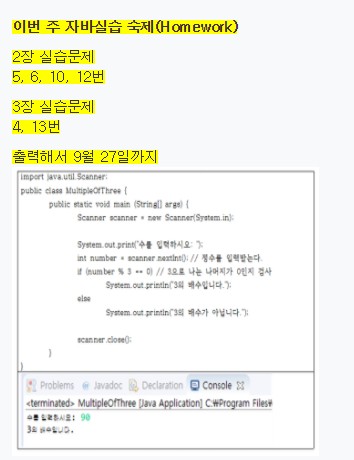 이번 주 자바실습 숙제(Homework)
2장 실습문제
5, 6, 10, 12번
3장 실습문제
4, 13번
출력해서 9월 27일까지
import java.util.Scanner;
public class MultipleOfThree {
public static void main (String[] args) {
Scanner scanner = new Scanner(System.in);
System.out.print("수를 입력하시오: ");
int number = scanner.nextInt(); // 정수를 입력받는다.
if (number % 3 == 0) // 3으로 나눈 나머지가 0인지 검사
System.out.println("3의 배수입니다.");
else
System.out.println("3의 배수가 아닙니다.");
scanner.close();
}
}
Problems @ Javadoc Declaration Console
<terminated> MultipleOfThree [Java Application] C:₩Program Files₩
수를 입력하시오: 90
3의 배수입니다.